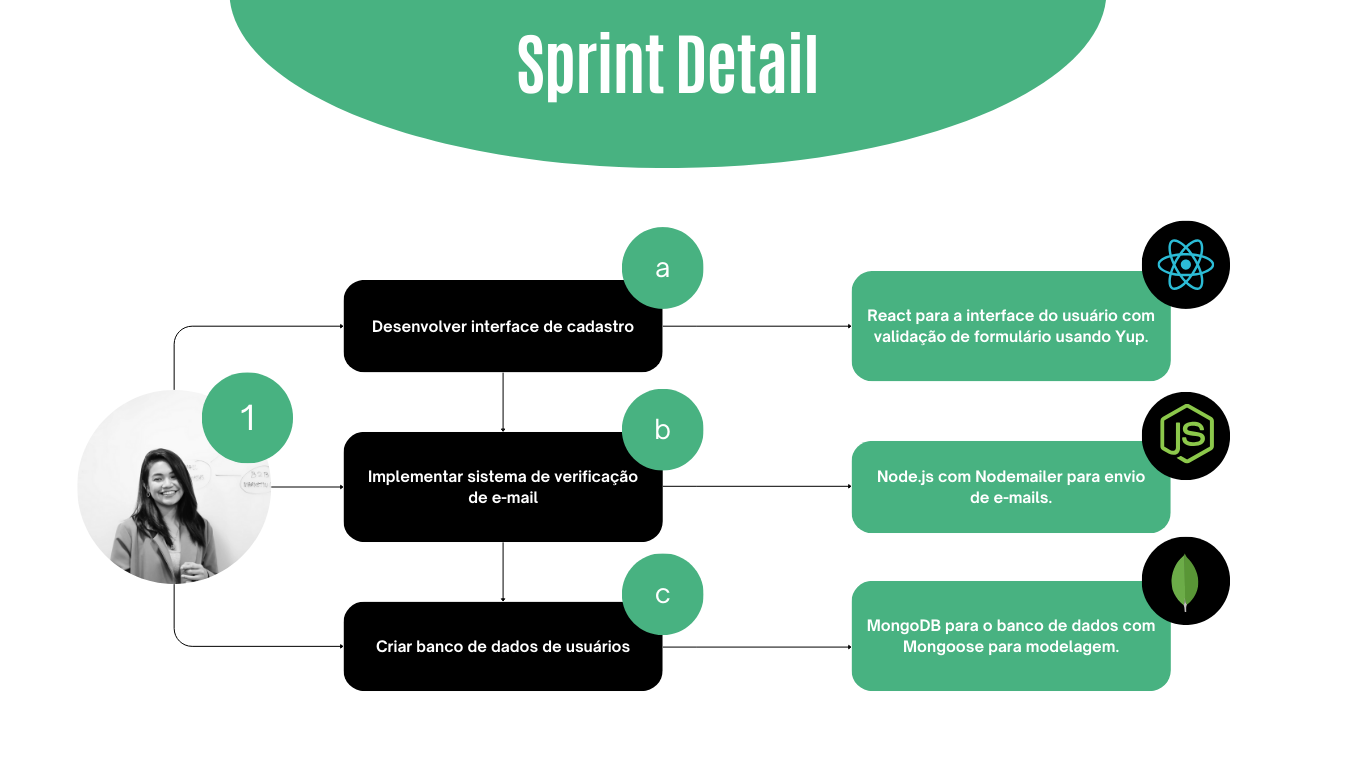 Sprint Detail
a
Desenvolver interface de cadastro
React para a interface do usuário com
validação de formulário usando Yup.
1
b
Implementar sistema de verificação
de e-mail
JS
Node.js com Nodemailer para envio
de e-mails.
c
Criar banco de dados de usuários
MongoDB para o banco de dados com
Mongoose para modelagem.